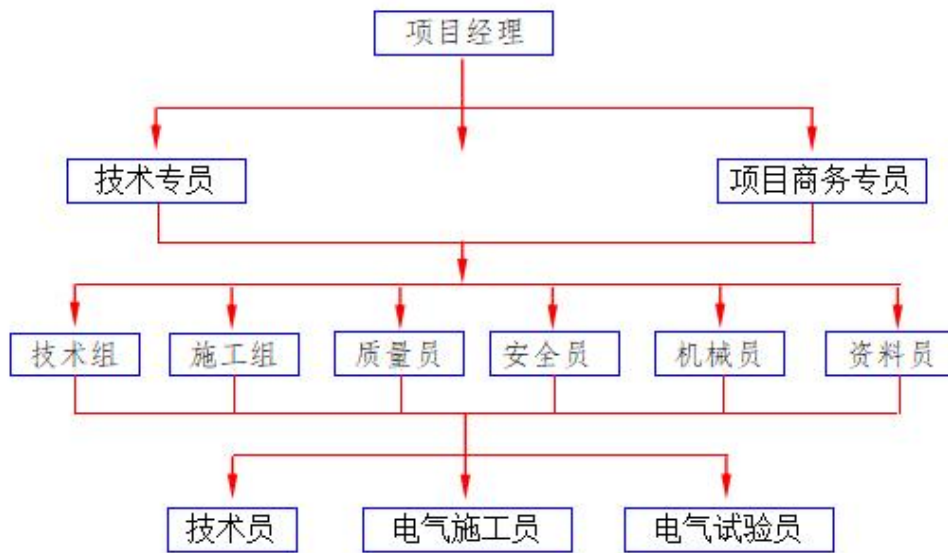 项目经理
技术专员
项目商务专员
技术组
施工组
质量员
安全员
机械员
资料员
技术员
电气施工员
电气试验员